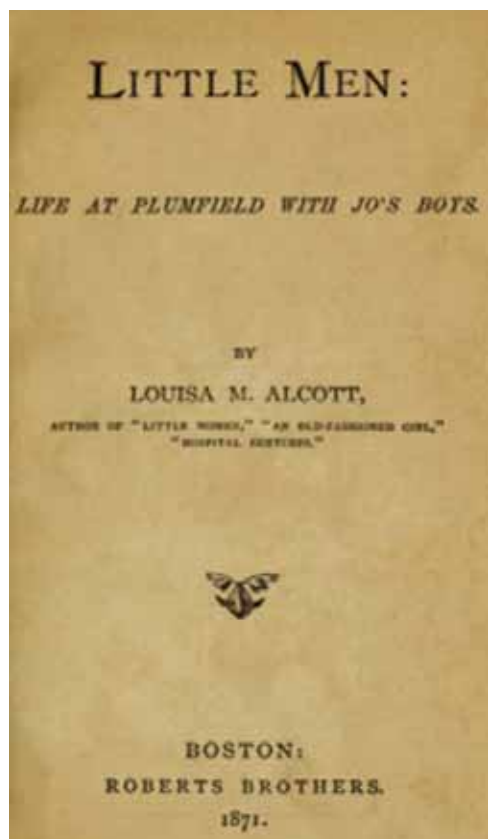 LITTLE MEN:
LIFE AT PLUMFIELD WITH JO'S BOYS.
BY
LOUISA M. ALCOTT,
AUTHOR OF "LITTLE WOMEN," "AN OLD-FASHIONED GIRL,"
"HOSPITAL SKETCHES."
BOSTON:
ROBERTS BROTHERS.
1871.